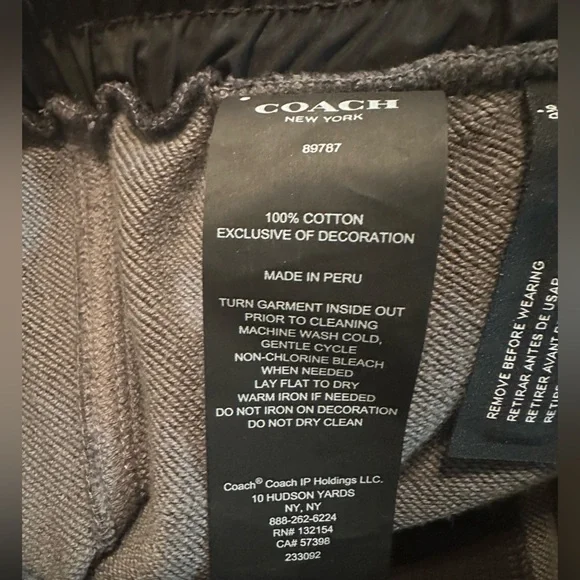 COACH
NEW YORK
89787
100% COTTON
EXCLUSIVE OF DECORATION
MADE IN PERU
TURN GARMENT INSIDE OUT
PRIOR TO CLEANING
MACHINE WASH COLD,
GENTLE CYCLE
NON-CHLORINE BLEACH
WHEN NEEDED
LAY FLAT TO DRY
WARM IRON IF NEEDED
DO NOT IRON ON DECORATION
DO NOT DRY CLEAN
Coach® Coach IP Holdings LLC.
10 HUDSON YARDS
NY, NY
888-262-6224
RN# 132154
CA# 57398
233092
REMOVE BEFORE WEARING
RETIRAR ANTES DE USAR
RETIRER AVANT